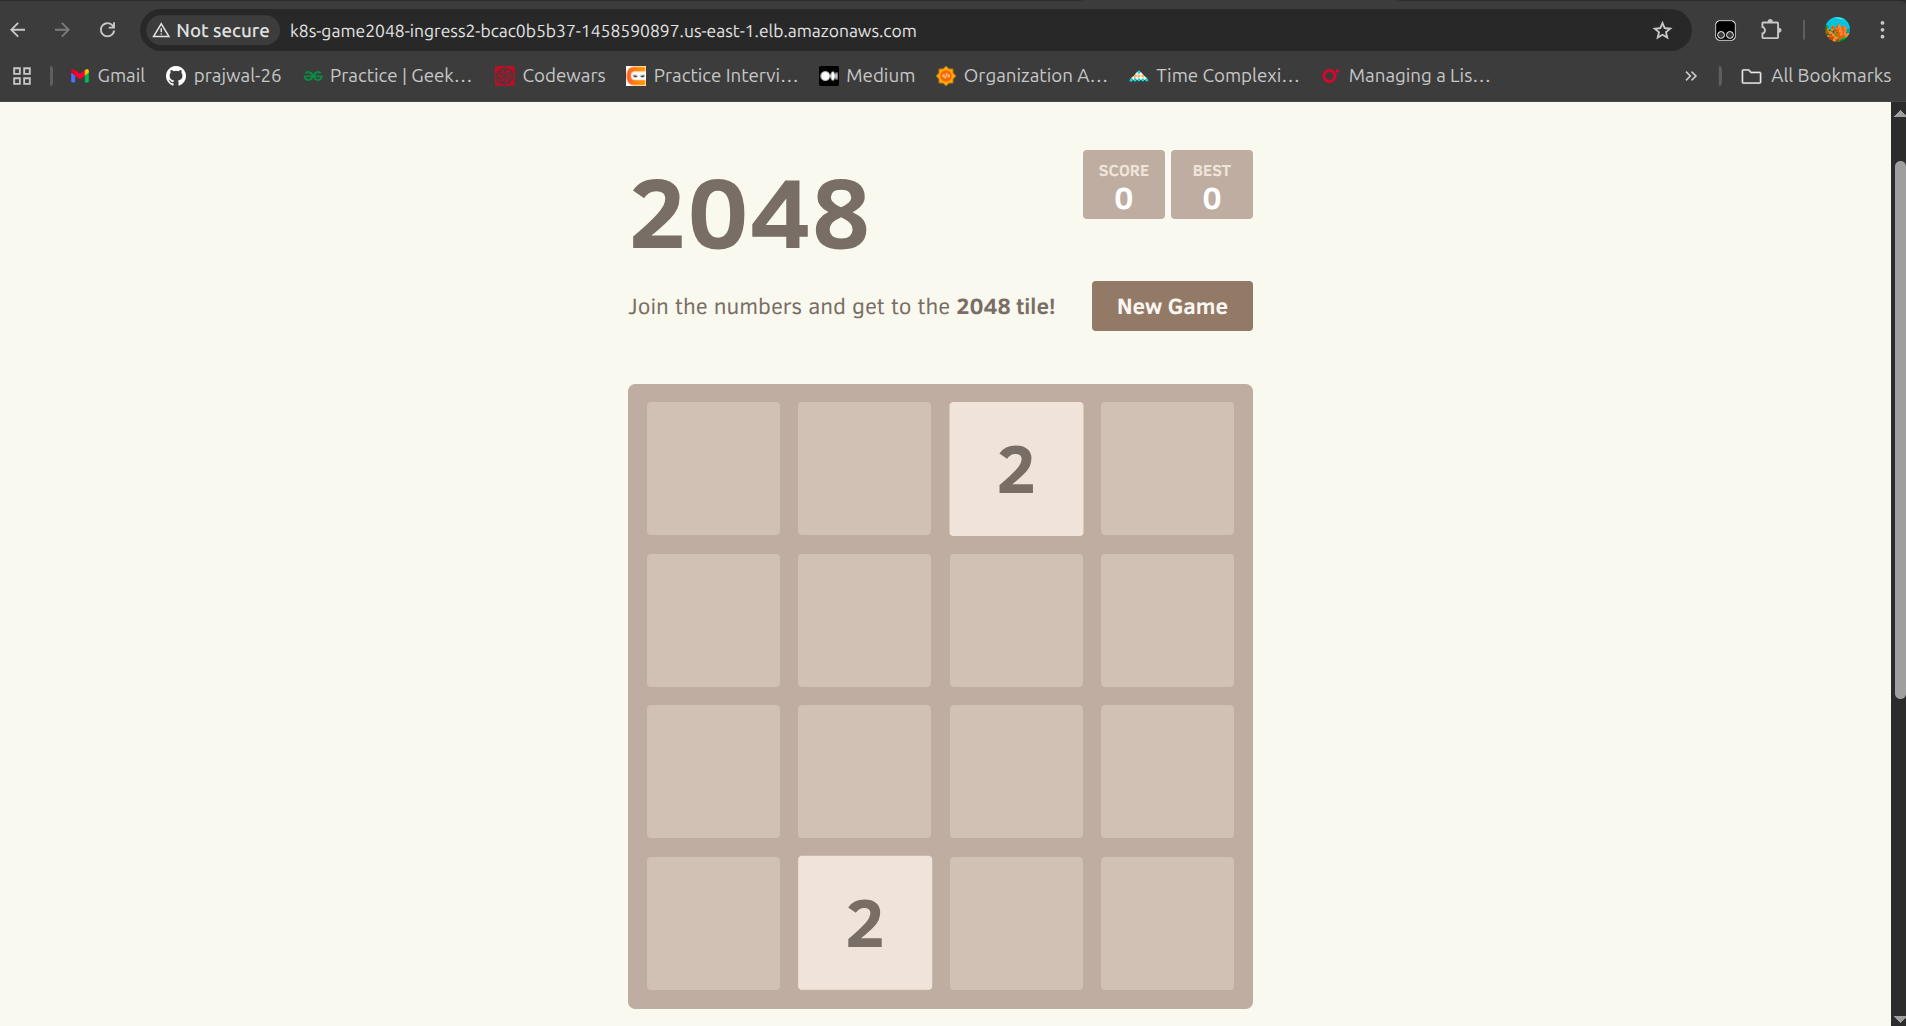 Not secure k8s-game2048-ingress2-bcac0b5b37-1458590897.us-east-1.elb.amazonaws.com
Gmail prajwal-26 Practice | Geek... Codewars Practice Intervi... Medium Organization A... Time Complexi... Managing a Lis... » All Bookmarks
2048
SCORE BEST
0 0
Join the numbers and get to the 2048 tile! New Game
2
2